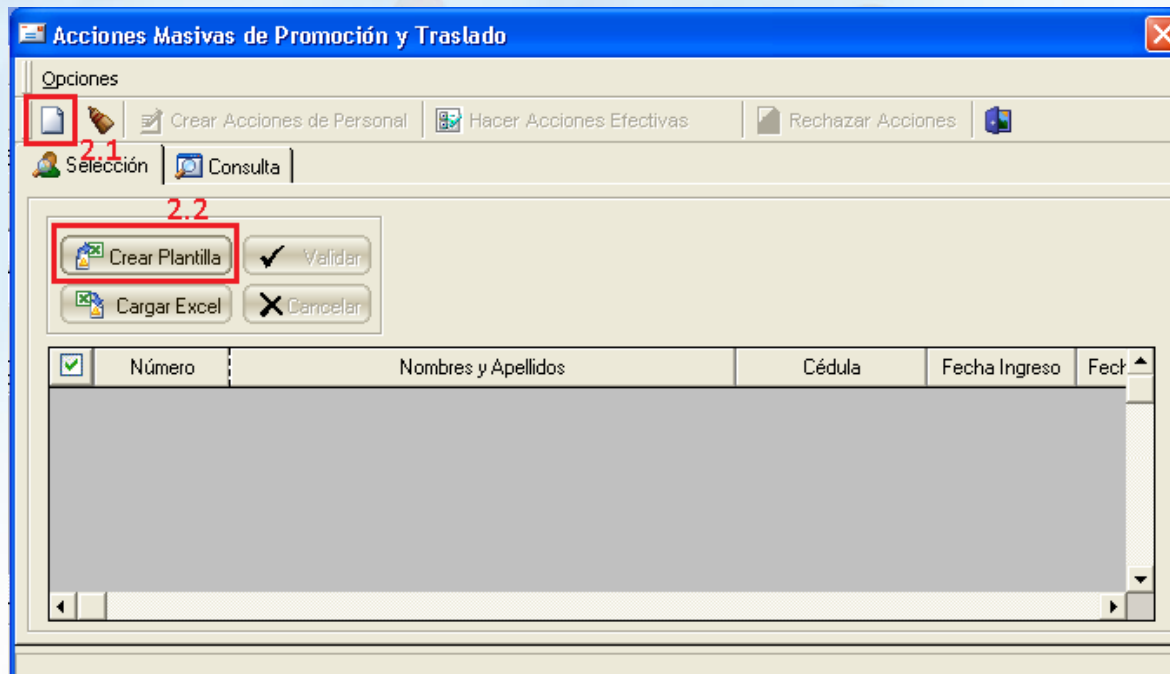 Acciones Masivas de Promoción y Traslado
Opciones
Crear Acciones de Personal Hacer Acciones Efectivas Rechazar Acciones
2.1
Selección Consulta
2.2
Crear Plantilla Validar
Cargar Excel Cancelar
Número Nombres y Apellidos Cédula Fecha Ingreso Fech